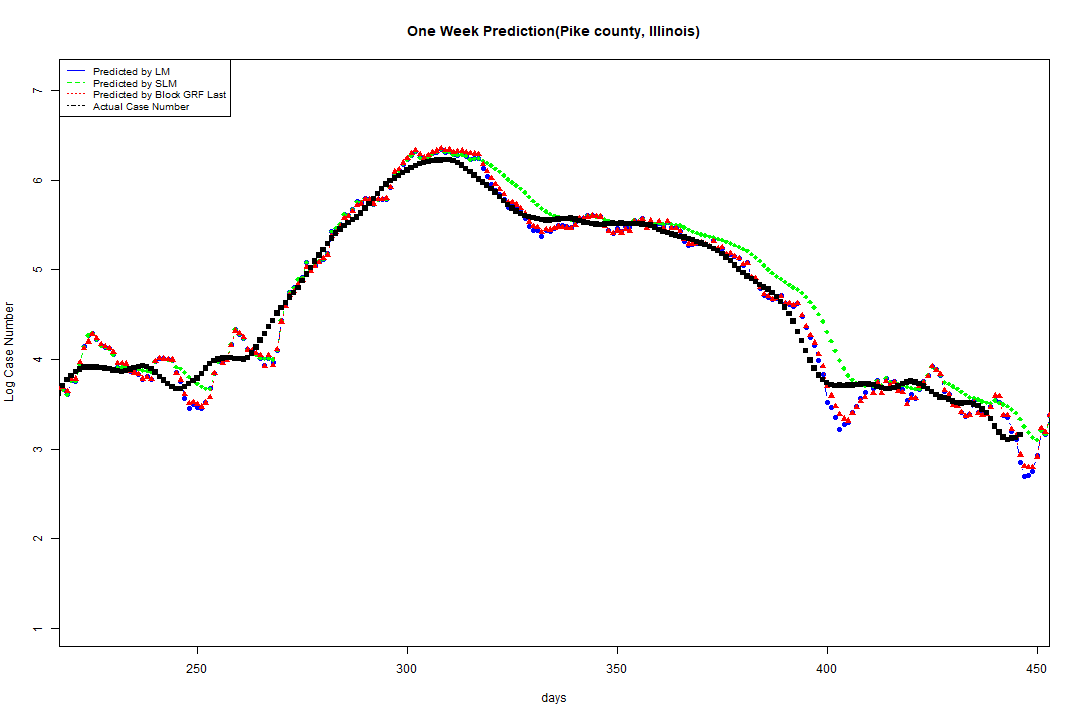 One Week Prediction(Pike county, Illinois)
Predicted by LM
Predicted by SLM
Predicted by Block GRF Last
Actual Case Number
7
6
5
4
3
2
1
Log Case Number
250
300
350
400
450
days